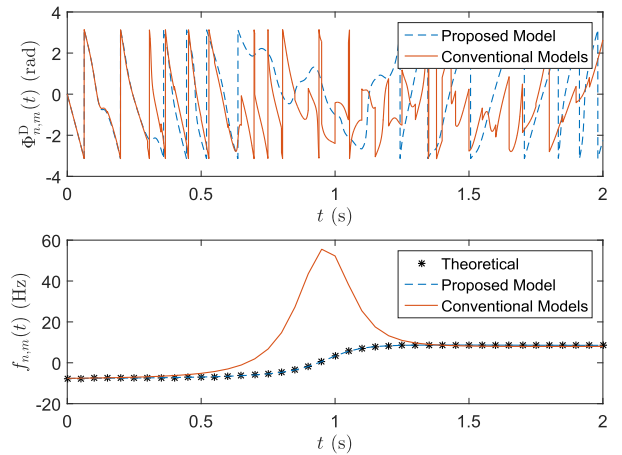 4
2
0
-2
-4
Φ^D_{n,m}(t) (rad)
Proposed Model
Conventional Models
0
0.5
1
1.5
2
t (s)
60
40
20
0
-20
f_{n,m}(t) (Hz)
Theoretical
Proposed Model
Conventional Models
0
0.5
1
1.5
2
t (s)